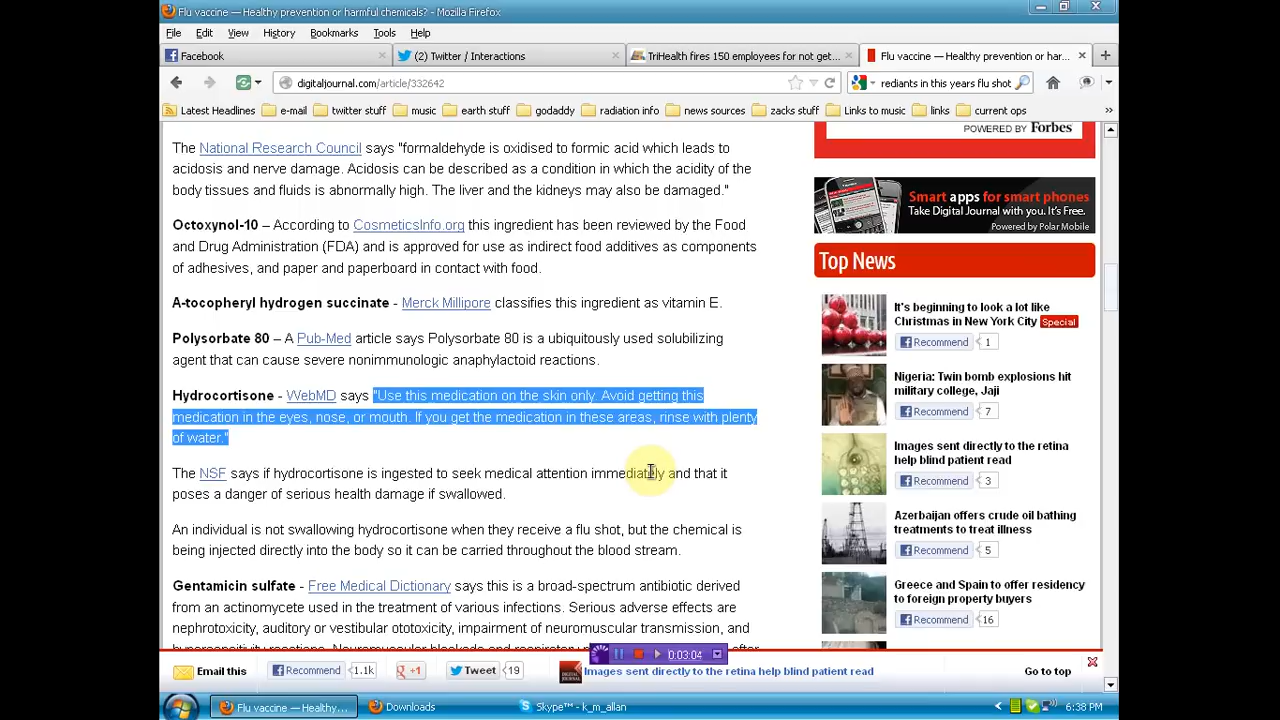 Flu vaccine — Healthy prevention or harmful chemicals? - Mozilla Firefox
File Edit View History Bookmarks Tools Help
Facebook
(2) Twitter / Interactions
TriHealth fires 150 employees for not get...
Flu vaccine — Healthy prevention or har...
digitaljournal.com/article/332642
rediants in this years flu shot
Latest Headlines e-mail twitter stuff music earth stuff godaddy radiation info news sources zacks stuff Links to music links current ops
The National Research Council says "formaldehyde is oxidised to formic acid which leads to
acidosis and nerve damage. Acidosis can be described as a condition in which the acidity of the
body tissues and fluids is abnormally high. The liver and the kidneys may also be damaged."
Octoxynol-10 – According to CosmeticsInfo.org this ingredient has been reviewed by the Food
and Drug Administration (FDA) and is approved for use as indirect food additives as components
of adhesives, and paper and paperboard in contact with food.
A-tocopheryl hydrogen succinate - Merck Millipore classifies this ingredient as vitamin E.
Polysorbate 80 – A Pub-Med article says Polysorbate 80 is a ubiquitously used solubilizing
agent that can cause severe nonimmunologic anaphylactoid reactions.
Hydrocortisone - WebMD says "Use this medication on the skin only. Avoid getting this
medication in the eyes, nose, or mouth. If you get the medication in these areas, rinse with plenty
of water."
The NSF says if hydrocortisone is ingested to seek medical attention immediately and that it
poses a danger of serious health damage if swallowed.
An individual is not swallowing hydrocortisone when they receive a flu shot, but the chemical is
being injected directly into the body so it can be carried throughout the blood stream.
Gentamicin sulfate - Free Medical Dictionary says this is a broad-spectrum antibiotic derived
from an actinomycete used in the treatment of various infections. Serious adverse effects are
nephrotoxicity, auditory or vestibular ototoxicity, impairment of neuromuscular transmission, and
POWERED BY Forbes
Smart apps for smart phones
Take Digital Journal with you. It's Free.
Powered by Polar Mobile
Top News
It's beginning to look a lot like
Christmas in New York City Special
Recommend 1
Nigeria: Twin bomb explosions hit
military college, Jaji
Recommend 7
Images sent directly to the retina
help blind patient read
Recommend 3
Azerbaijan offers crude oil bathing
treatments to treat illness
Recommend 5
Greece and Spain to offer residency
to foreign property buyers
Recommend 16
0:03:04
Email this Recommend 1.1k +1 Tweet 19
DIGITAL JOURNAL
Images sent directly to the retina help blind patient read
Go to top
Flu vaccine — Healthy...
Downloads
Skype™ - k_m_allan
6:38 PM